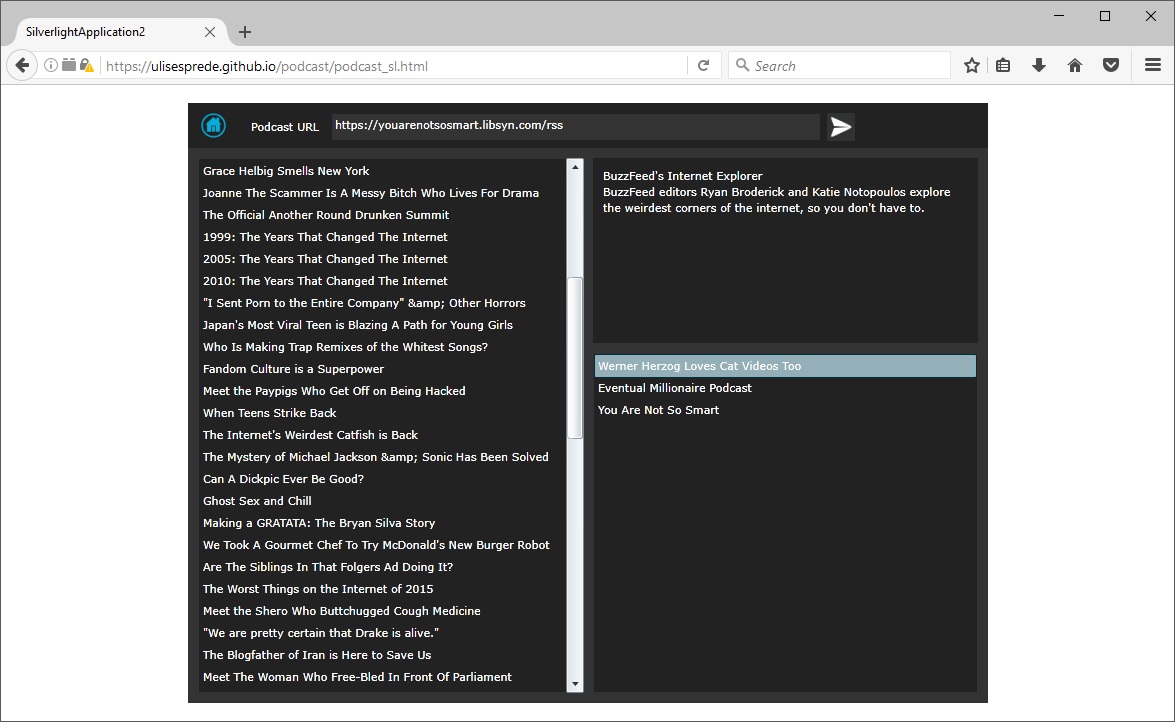 SilverlightApplication2
https://ulisesprede.github.io/podcast/podcast_sl.html
Search
Podcast URL
https://youarenotsosmart.libsyn.com/rss
Grace Helbig Smells New York
Joanne The Scammer Is A Messy Bitch Who Lives For Drama
The Official Another Round Drunken Summit
1999: The Years That Changed The Internet
2005: The Years That Changed The Internet
2010: The Years That Changed The Internet
"I Sent Porn to the Entire Company" &amp; Other Horrors
Japan's Most Viral Teen is Blazing A Path for Young Girls
Who Is Making Trap Remixes of the Whitest Songs?
Fandom Culture is a Superpower
Meet the Paypigs Who Get Off on Being Hacked
When Teens Strike Back
The Internet's Weirdest Catfish is Back
The Mystery of Michael Jackson &amp; Sonic Has Been Solved
Can A Dickpic Ever Be Good?
Ghost Sex and Chill
Making a GRATATA: The Bryan Silva Story
We Took A Gourmet Chef To Try McDonald's New Burger Robot
Are The Siblings In That Folgers Ad Doing It?
The Worst Things on the Internet of 2015
Meet the Shero Who Buttchugged Cough Medicine
"We are pretty certain that Drake is alive."
The Blogfather of Iran is Here to Save Us
Meet The Woman Who Free-Bled In Front Of Parliament
BuzzFeed's Internet Explorer
BuzzFeed editors Ryan Broderick and Katie Notopoulos explore
the weirdest corners of the internet, so you don't have to.
Werner Herzog Loves Cat Videos Too
Eventual Millionaire Podcast
You Are Not So Smart